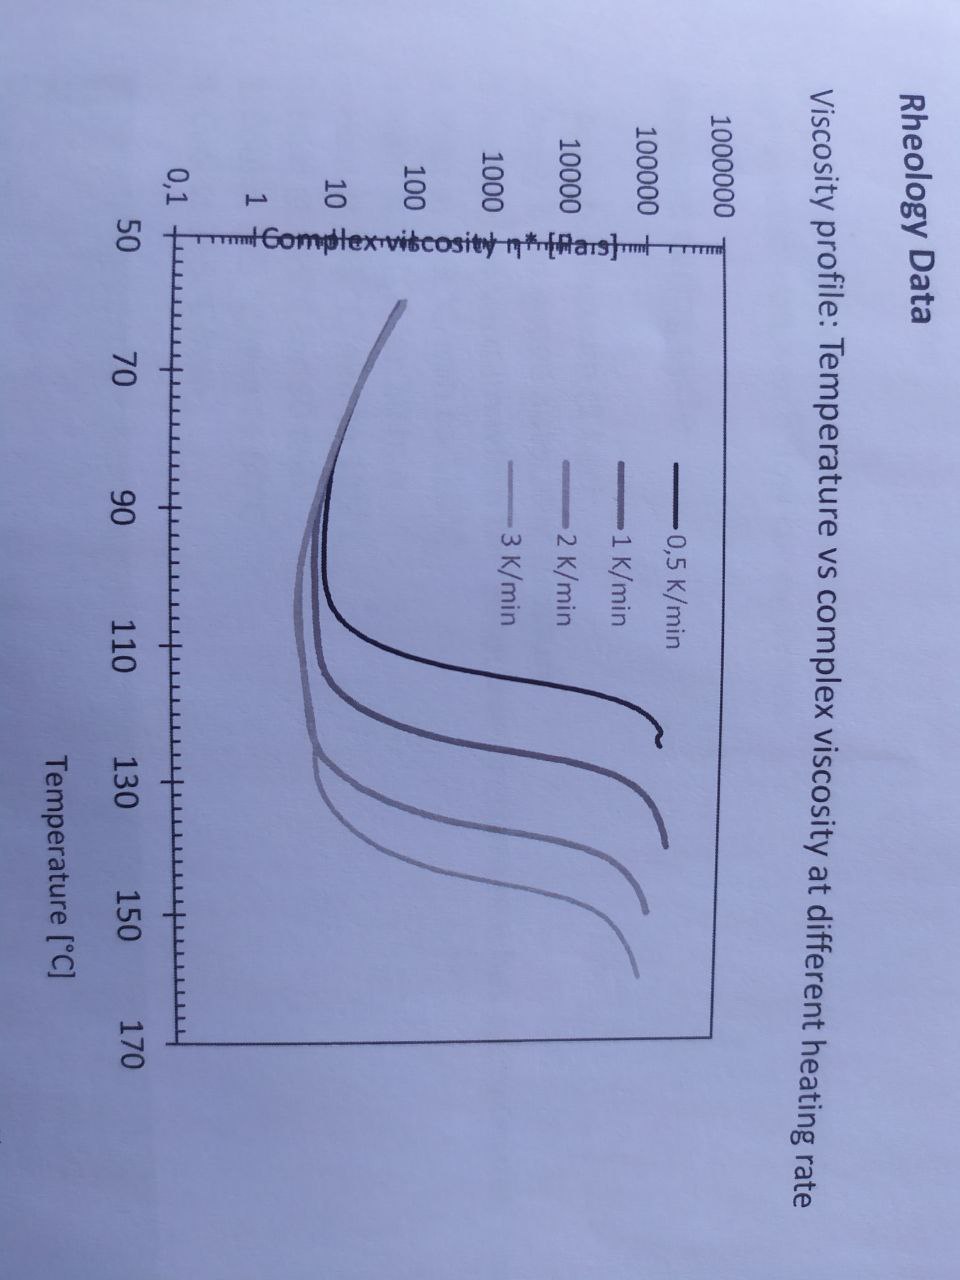 Rheology Data
Viscosity profile: Temperature vs complex viscosity at different heating rate
1000000
100000
10000
1000
100
10
1
0,1
Complex viscosity η* [Pa s]
0,5 K/min
1 K/min
2 K/min
3 K/min
50 70 90 110 130 150 170
Temperature [°C]